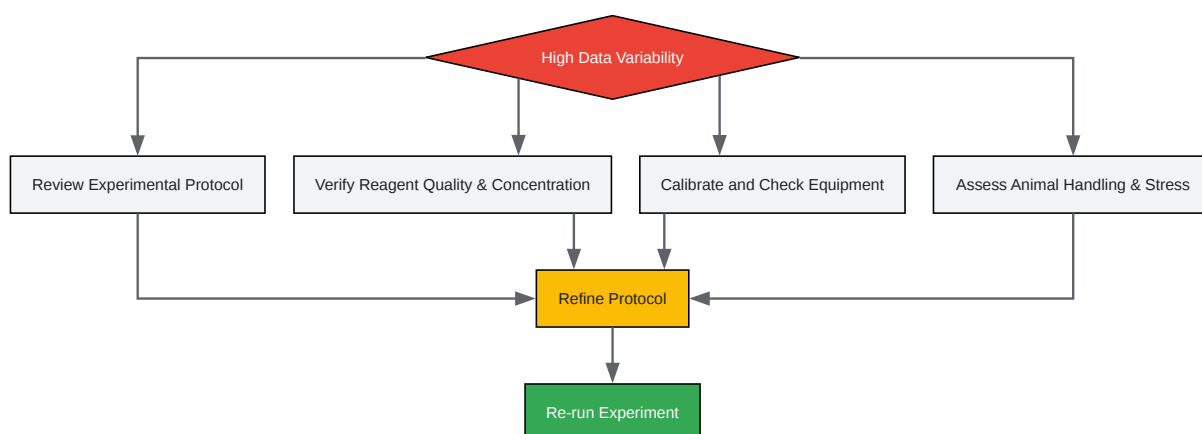 High Data Variability
Review Experimental Protocol
Verify Reagent Quality & Concentration
Calibrate and Check Equipment
Assess Animal Handling & Stress
Refine Protocol
Re-run Experiment